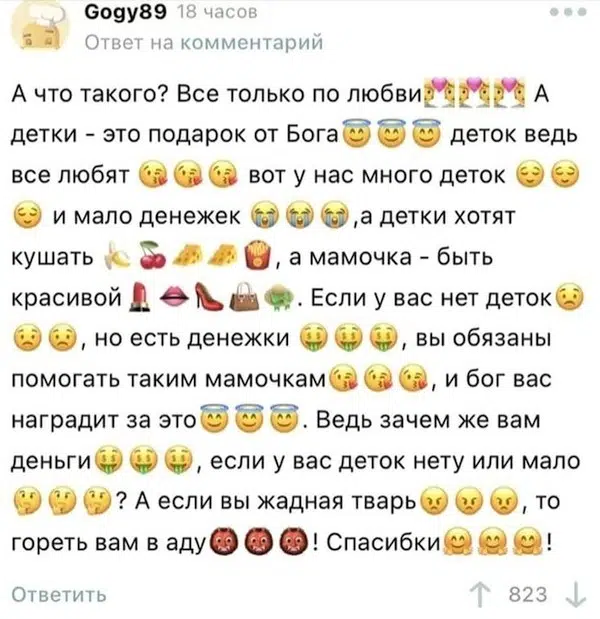 Gogy89 18 часов
Ответ на комментарий
А что такого? Все только по любви💏💏💏 А
детки - это подарок от Бога😇😇😇 деток ведь
все любят 😘😘😘 вот у нас много деток 😌😌
😌 и мало денежек 😭😭😭,а детки хотят
кушать 🍌🍒🧀🧀🍟, а мамочка - быть
красивой💄👄👠👜👒. Если у вас нет деток😟
😟😟, но есть денежки 🤑🤑🤑, вы обязаны
помогать таким мамочкам😘😘😘, и бог вас
наградит за это😇😇😇. Ведь зачем же вам
деньги🤑🤑🤑, если у вас деток нету или мало
🤔🤔🤔? А если вы жадная тварь😠😠😠, то
гореть вам в аду👹👹👹! Спасибки🤗🤗🤗!
Ответить 823